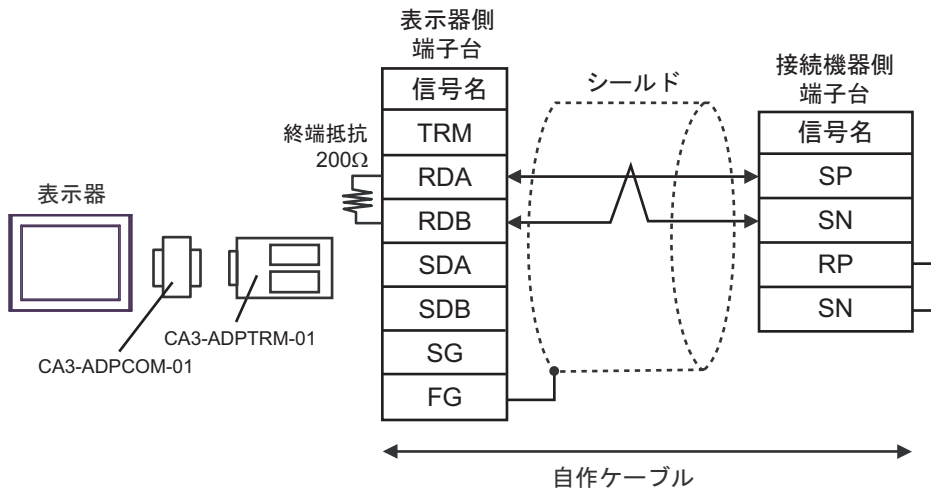 表示器
CA3-ADPCOM-01
CA3-ADPTRM-01
終端抵抗
200Ω
表示器側
端子台
信号名
TRM
RDA
RDB
SDA
SDB
SG
FG
シールド
接続機器側
端子台
信号名
SP
SN
RP
SN
自作ケーブル